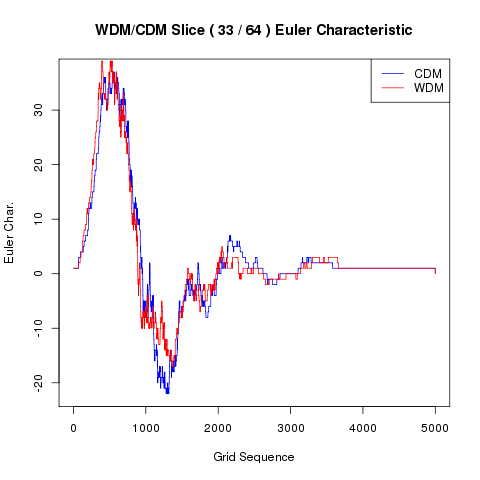 WDM/CDM Slice ( 33 / 64 ) Euler Characteristic
CDM
WDM
Euler Char.
30
20
10
0
-10
-20
0 1000 2000 3000 4000 5000
Grid Sequence